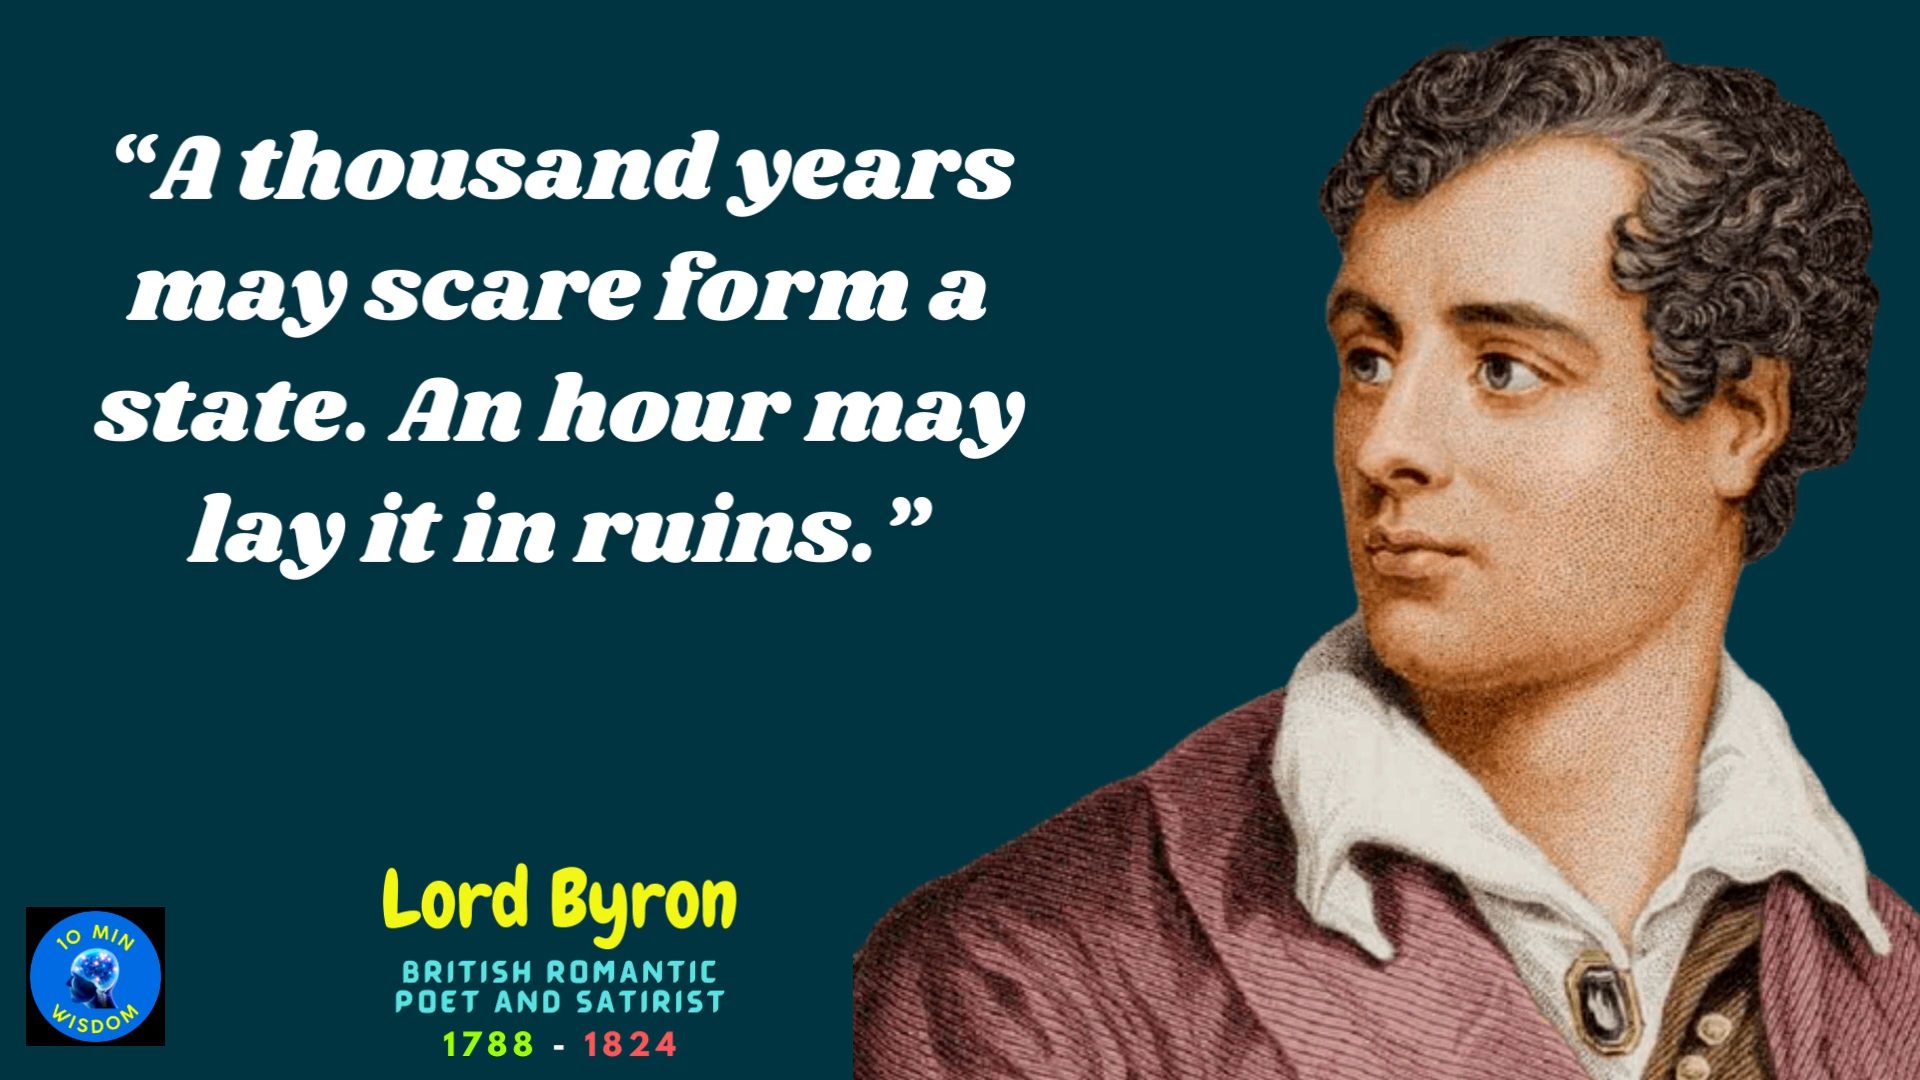 “A thousand years
may scare form a
state. An hour may
lay it in ruins.”
Lord Byron
BRITISH ROMANTIC
POET AND SATIRIST
1788 - 1824
10 MIN
WISDOM